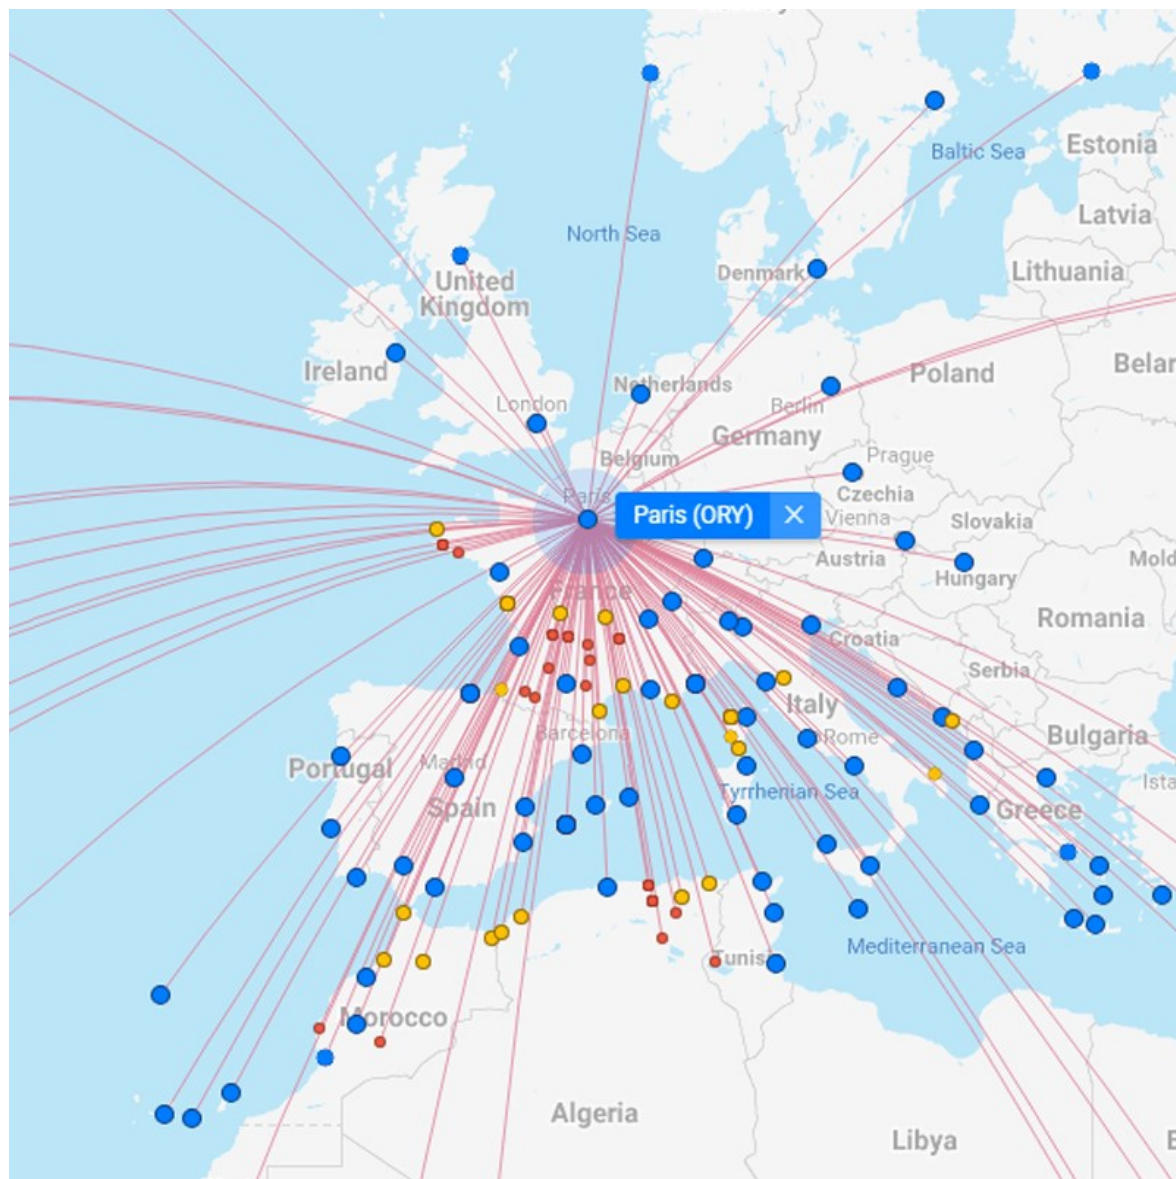 Estonia
Baltic Sea
Latvia
North Sea
Denmark
Lithuania
United
Kingdom
Ireland
Netherlands
Poland
Belar
London
Berlin
Germany
Belgium
Prague
Paris
Czechia
Paris (ORY)
Vienna
Slovakia
Austria
Mold
Hungary
France
Romania
Croatia
Serbia
Italy
Barcelona
Rome
Bulgaria
Madrid
Portugal
Ista
Tyrrhenian Sea
Spain
Greece
Mediterranean Sea
Tunisi
Morocco
Algeria
Libya
E